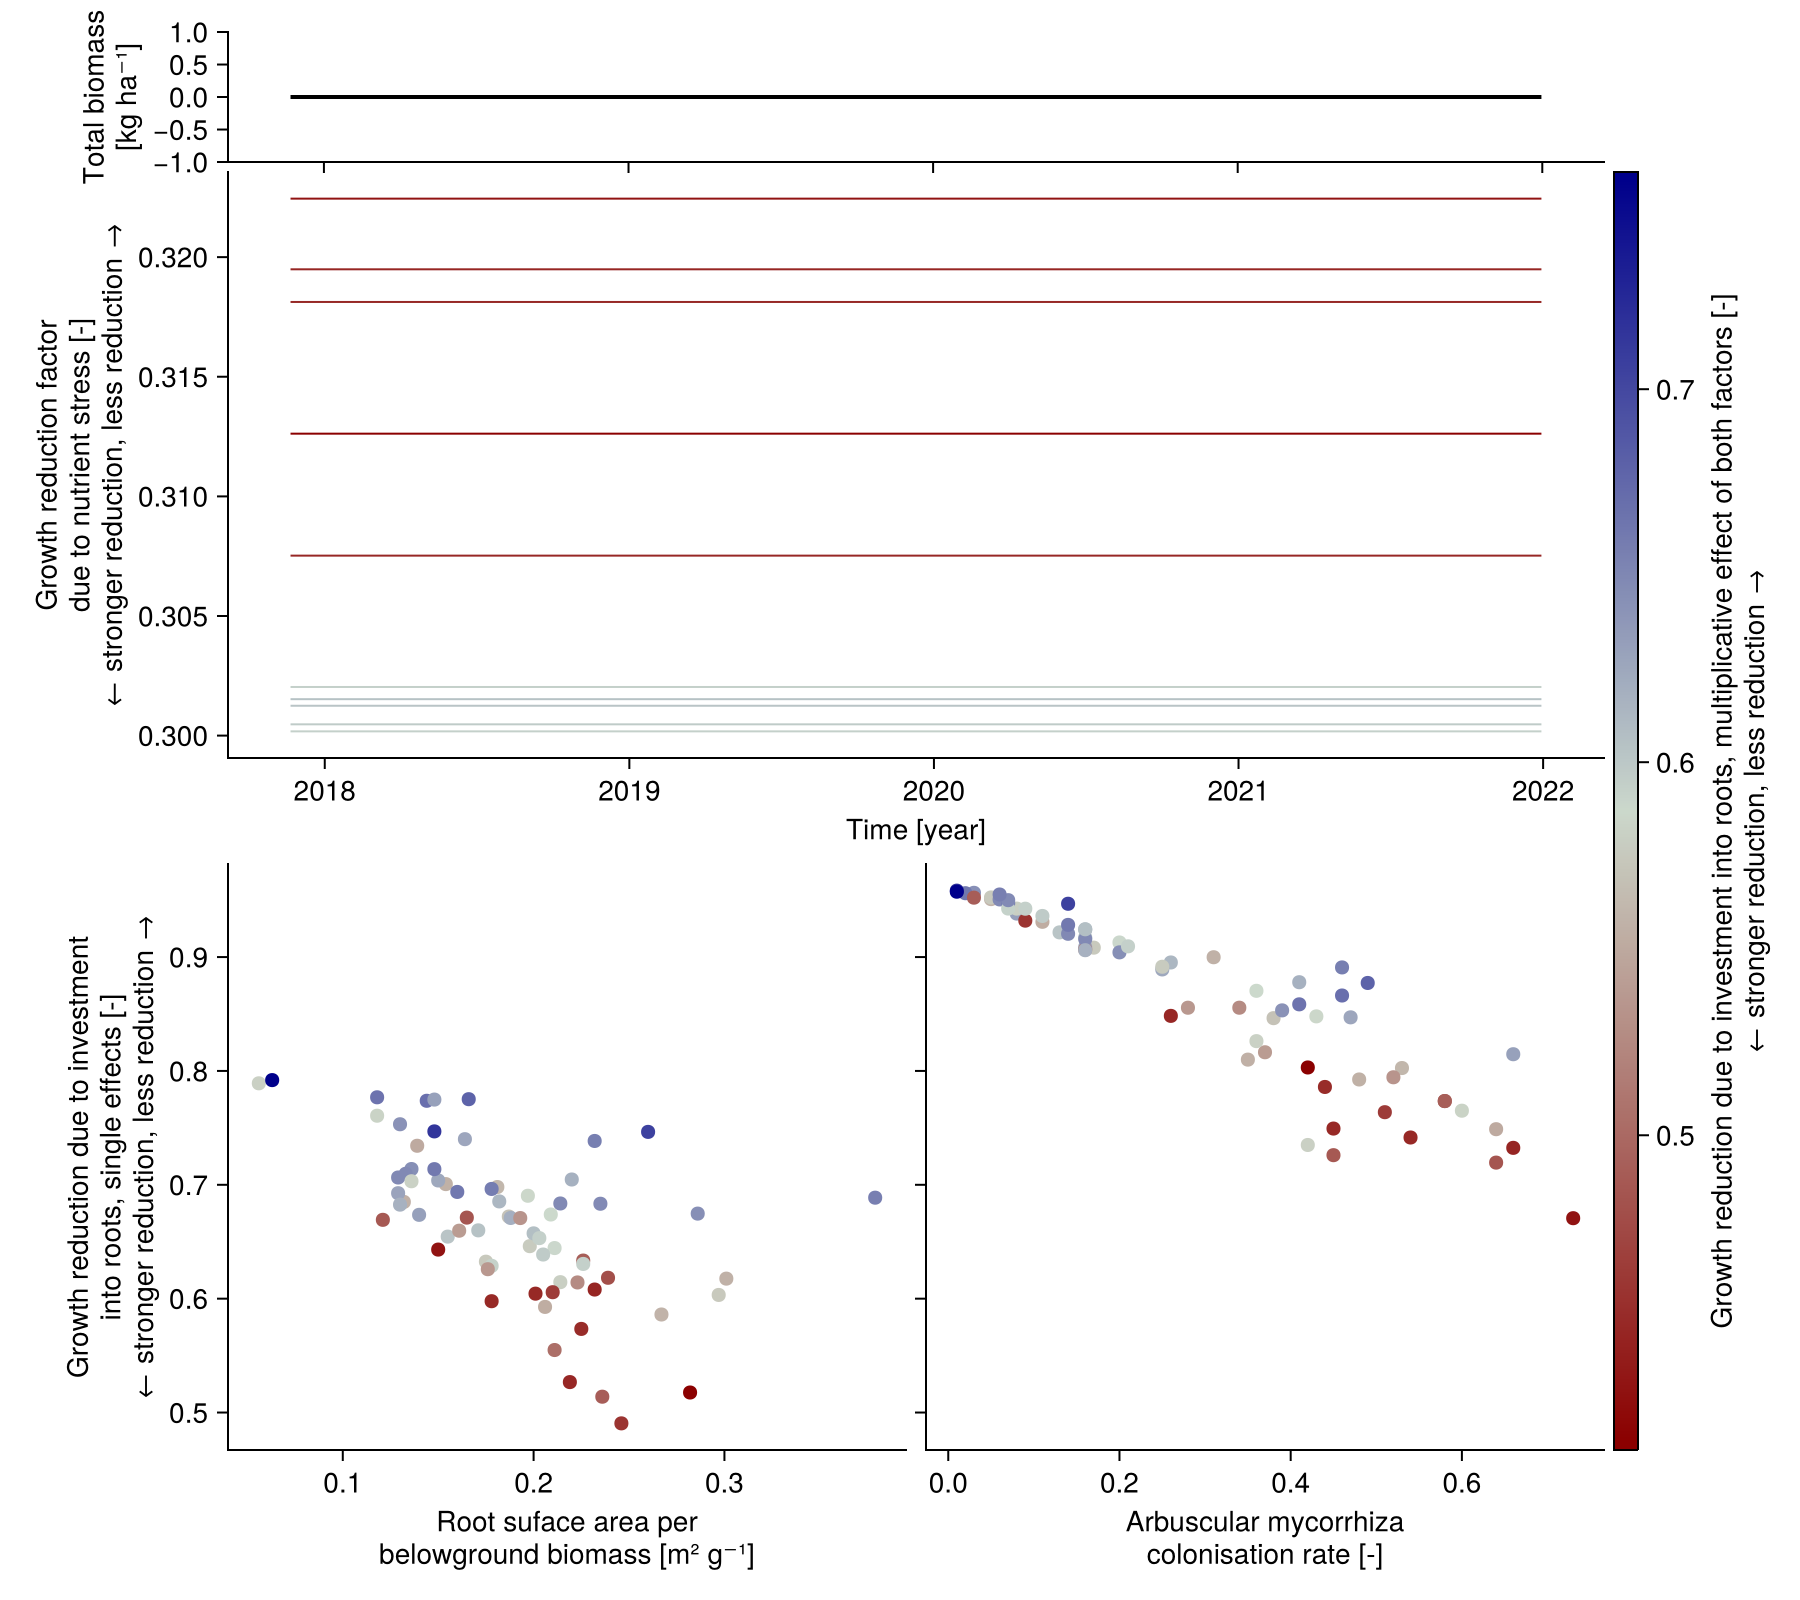 Total biomass
[kg ha⁻¹]
1.0
0.5
0.0
−0.5
−1.0
Growth reduction factor
due to nutrient stress [-]
← stronger reduction, less reduction →
0.320
0.315
0.310
0.305
0.300
2018 2019 2020 2021 2022
Time [year]
Growth reduction due to investment
into roots, single effects [-]
← stronger reduction, less reduction →
0.9
0.8
0.7
0.6
0.5
0.1 0.2 0.3
Root suface area per
belowground biomass [m² g⁻¹]
0.0 0.2 0.4 0.6
Arbuscular mycorrhiza
colonisation rate [-]
0.7
0.6
0.5
Growth reduction due to investment into roots, multiplicative effect of both factors [-]
← stronger reduction, less reduction →